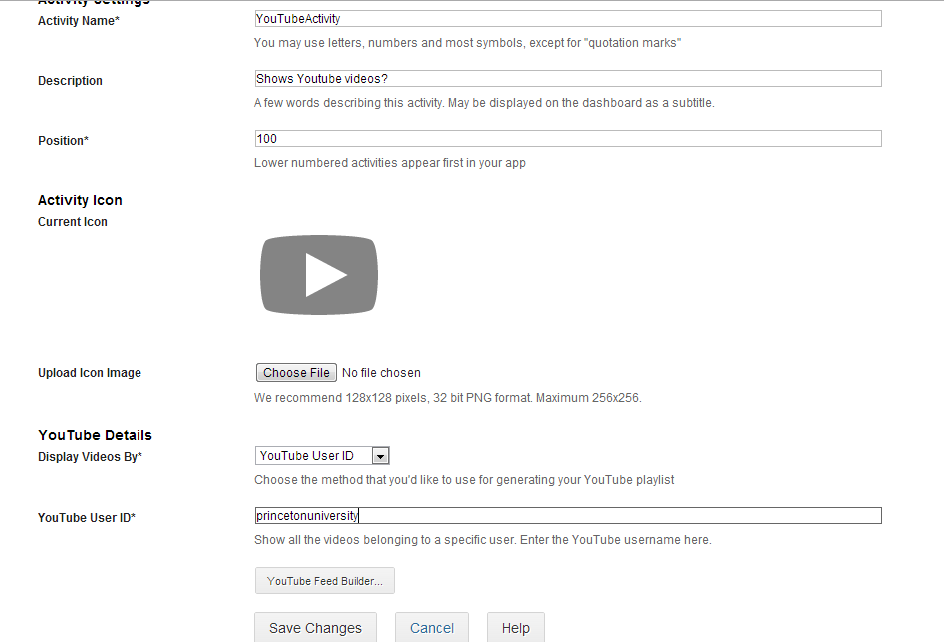 Activity Settings
Activity Name*
YouTubeActivity
You may use letters, numbers and most symbols, except for "quotation marks"
Description
Shows Youtube videos?
A few words describing this activity. May be displayed on the dashboard as a subtitle.
Position*
100
Lower numbered activities appear first in your app
Activity Icon
Current Icon
Upload Icon Image
Choose File No file chosen
We recommend 128x128 pixels, 32 bit PNG format. Maximum 256x256.
YouTube Details
Display Videos By*
YouTube User ID
Choose the method that you'd like to use for generating your YouTube playlist
YouTube User ID*
princetonuniversity
Show all the videos belonging to a specific user. Enter the YouTube username here.
YouTube Feed Builder...
Save Changes Cancel Help